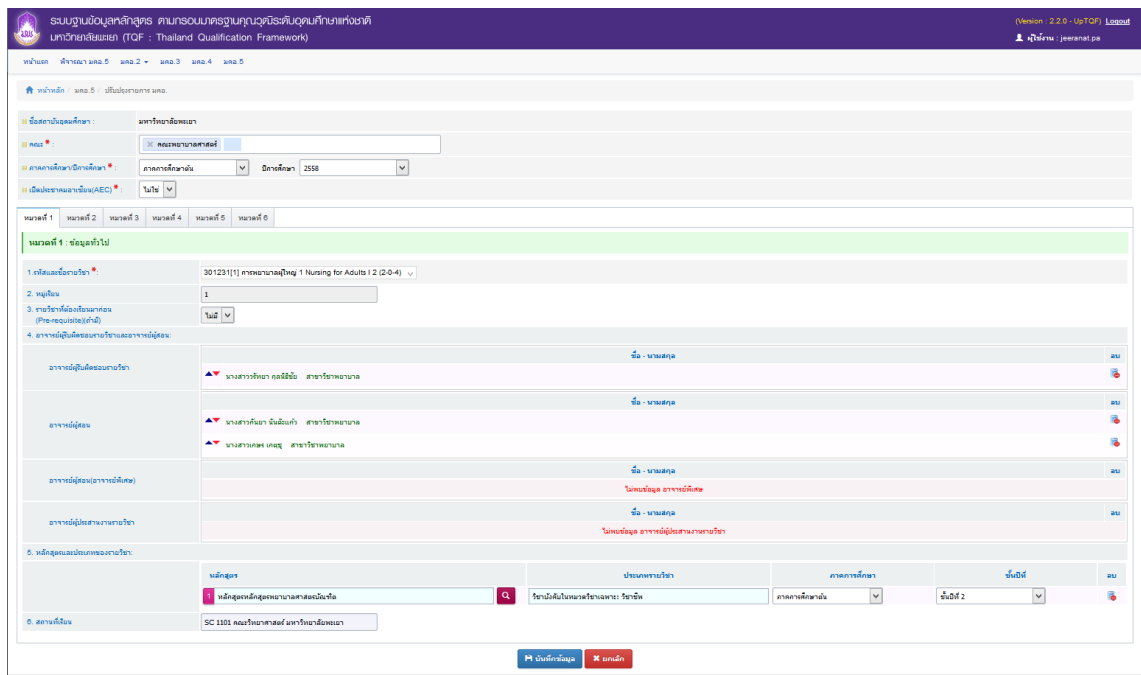 ระบบฐานข้อมูลหลักสูตร ตามกรอบมาตรฐานคุณวุฒิระดับอุดมศึกษาแห่งชาติ
มหาวิทยาลัยพะเยา (TQF : Thailand Qualification Framework)
(Version : 2.2.0 - UpTQF) Logout
ผู้ใช้งาน : jeeranat.pa
หน้าแรก พิจารณา มคอ.5 มคอ.2 มคอ.3 มคอ.4 มคอ.5
หน้าหลัก / มคอ.5 / ปรับปรุงรายการ มคอ.
ชื่อสถาบันอุดมศึกษา : มหาวิทยาลัยพะเยา
คณะ * : คณะพยาบาลศาสตร์
ภาคการศึกษา/ปีการศึกษา * : ภาคการศึกษาต้น ปีการศึกษา 2558
เปิดประชาคมอาเซียน(AEC) * : ไม่ใช่
หมวดที่ 1 หมวดที่ 2 หมวดที่ 3 หมวดที่ 4 หมวดที่ 5 หมวดที่ 6
หมวดที่ 1 : ข้อมูลทั่วไป
1.รหัสและชื่อรายวิชา *: 301231[1] การพยาบาลผู้ใหญ่ 1 Nursing for Adults I 2 (2-0-4)
2. หมู่เรียน 1
3. รายวิชาที่ต้องเรียนมาก่อน
(Pre-requisite)(ถ้ามี) ไม่มี
4. อาจารย์ผู้รับผิดชอบรายวิชาและอาจารย์ผู้สอน:
ชื่อ - นามสกุล ลบ
อาจารย์ผู้รับผิดชอบรายวิชา
สาขาวิชาพยาบาล
ชื่อ - นามสกุล ลบ
อาจารย์ผู้สอน
นางสาวกันยา นันต๊ะแก้ว สาขาวิชาพยาบาล
นางสาวเกษร เกตุชู สาขาวิชาพยาบาล
ชื่อ - นามสกุล ลบ
อาจารย์ผู้สอน(อาจารย์พิเศษ)
ไม่พบข้อมูล อาจารย์พิเศษ
ชื่อ - นามสกุล ลบ
อาจารย์ผู้ประสานงานรายวิชา
ไม่พบข้อมูล อาจารย์ผู้ประสานงานรายวิชา
5. หลักสูตรและประเภทของรายวิชา:
หลักสูตร ประเภทรายวิชา ภาคการศึกษา ชั้นปีที่ ลบ
1 หลักสูตรหลักสูตรพยาบาลศาสตรบัณฑิต วิชาบังคับในหมวดวิชาเฉพาะ: วิชาชีพ ภาคการศึกษาต้น ชั้นปีที่ 2
6. สถานที่เรียน SC 1101 คณะวิทยาศาสตร์ มหาวิทยาลัยพะเยา
บันทึกข้อมูล ยกเลิก